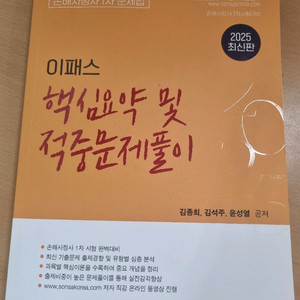 손해사정사 1차 문제집
www.sonsakorea.com
2025
최신판
이패스
핵심요약 및
적중문제풀이
김종희, 김석주, 윤성열 공저
손해사정사 1차 시험 완벽대비
최신 기출문제 출제경향 및 유형별 심층 분석
과목별 핵심이론을 수록하여 중요 개념을 정리
출제비중이 높은 문제풀이를 통해 실전감각향상
www.sonsakorea.com 저자 직강 온라인 동영상 진행